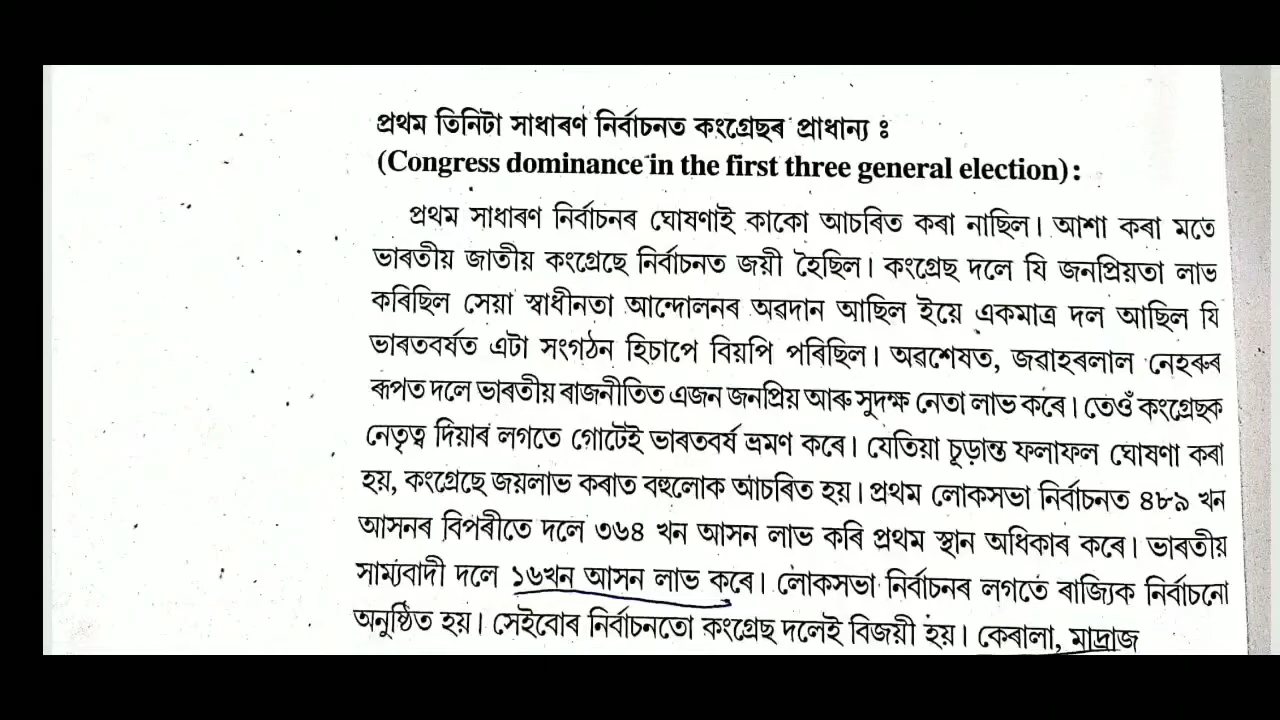 প্ৰথম তিনিটা সাধাৰণ নিৰ্বাচনত কংগ্ৰেছৰ প্ৰাধান্য ঃ
(Congress dominance in the first three general election) :
প্ৰথম সাধাৰণ নিৰ্বাচনৰ ঘোষণাই কাকো আচৰিত কৰা নাছিল। আশা কৰা মতে
ভাৰতীয় জাতীয় কংগ্ৰেছে নিৰ্বাচনত জয়ী হৈছিল। কংগ্ৰেছ দলে যি জনপ্ৰিয়তা লাভ
কৰিছিল সেয়া স্বাধীনতা আন্দোলনৰ অৱদান আছিল ইয়ে একমাত্ৰ দল আছিল যি
ভাৰতবৰ্ষত এটা সংগঠন হিচাপে বিয়পি পৰিছিল। অৱশেষত, জৱাহৰলাল নেহৰুৰ
ৰূপত দলে ভাৰতীয় ৰাজনীতিত এজন জনপ্ৰিয় আৰু সুদক্ষ নেতা লাভ কৰে। তেওঁ কংগ্ৰেছক
নেতৃত্ব দিয়াৰ লগতে গোটেই ভাৰতবৰ্ষ ভ্ৰমণ কৰে। যেতিয়া চূড়ান্ত ফলাফল ঘোষণা কৰা
হয়, কংগ্ৰেছে জয়লাভ কৰাত বহুলোক আচৰিত হয়। প্ৰথম লোকসভা নিৰ্বাচনত ৪৮৯ খন
আসনৰ বিপৰীতে দলে ৩৬৪ খন আসন লাভ কৰি প্ৰথম স্থান অধিকাৰ কৰে। ভাৰতীয়
সাম্যবাদী দলে ১৬খন আসন লাভ কৰে। লোকসভা নিৰ্বাচনৰ লগতে ৰাজ্যিক নিৰ্বাচনো
অনুষ্ঠিত হয়। সেইবোৰ নিৰ্বাচনতো কংগ্ৰেছ দলেই বিজয়ী হয়। কেৰালা, মাদ্ৰাজ